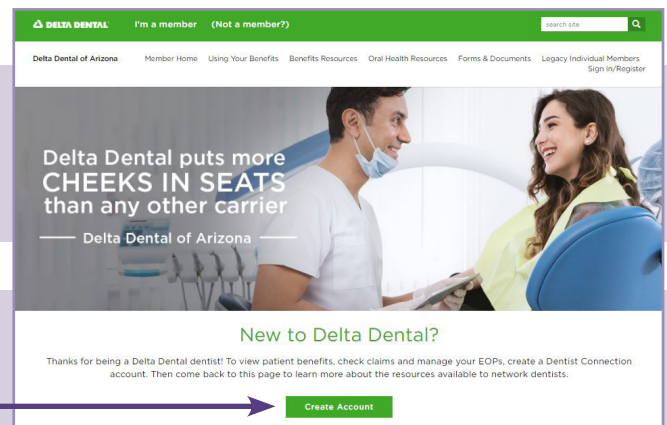 DELTA DENTAL I'm a member (Not a member?) search site
Delta Dental of Arizona Member Home Using Your Benefits Benefits Resources Oral Health Resources Forms & Documents Legacy Individual Members
Sign In/Register
Delta Dental puts more
CHEEKS IN SEATS
than any other carrier
Delta Dental of Arizona
New to Delta Dental?
Thanks for being a Delta Dental dentist! To view patient benefits, check claims and manage your EOPs, create a Dentist Connection
account. Then come back to this page to learn more about the resources available to network dentists.
Create Account